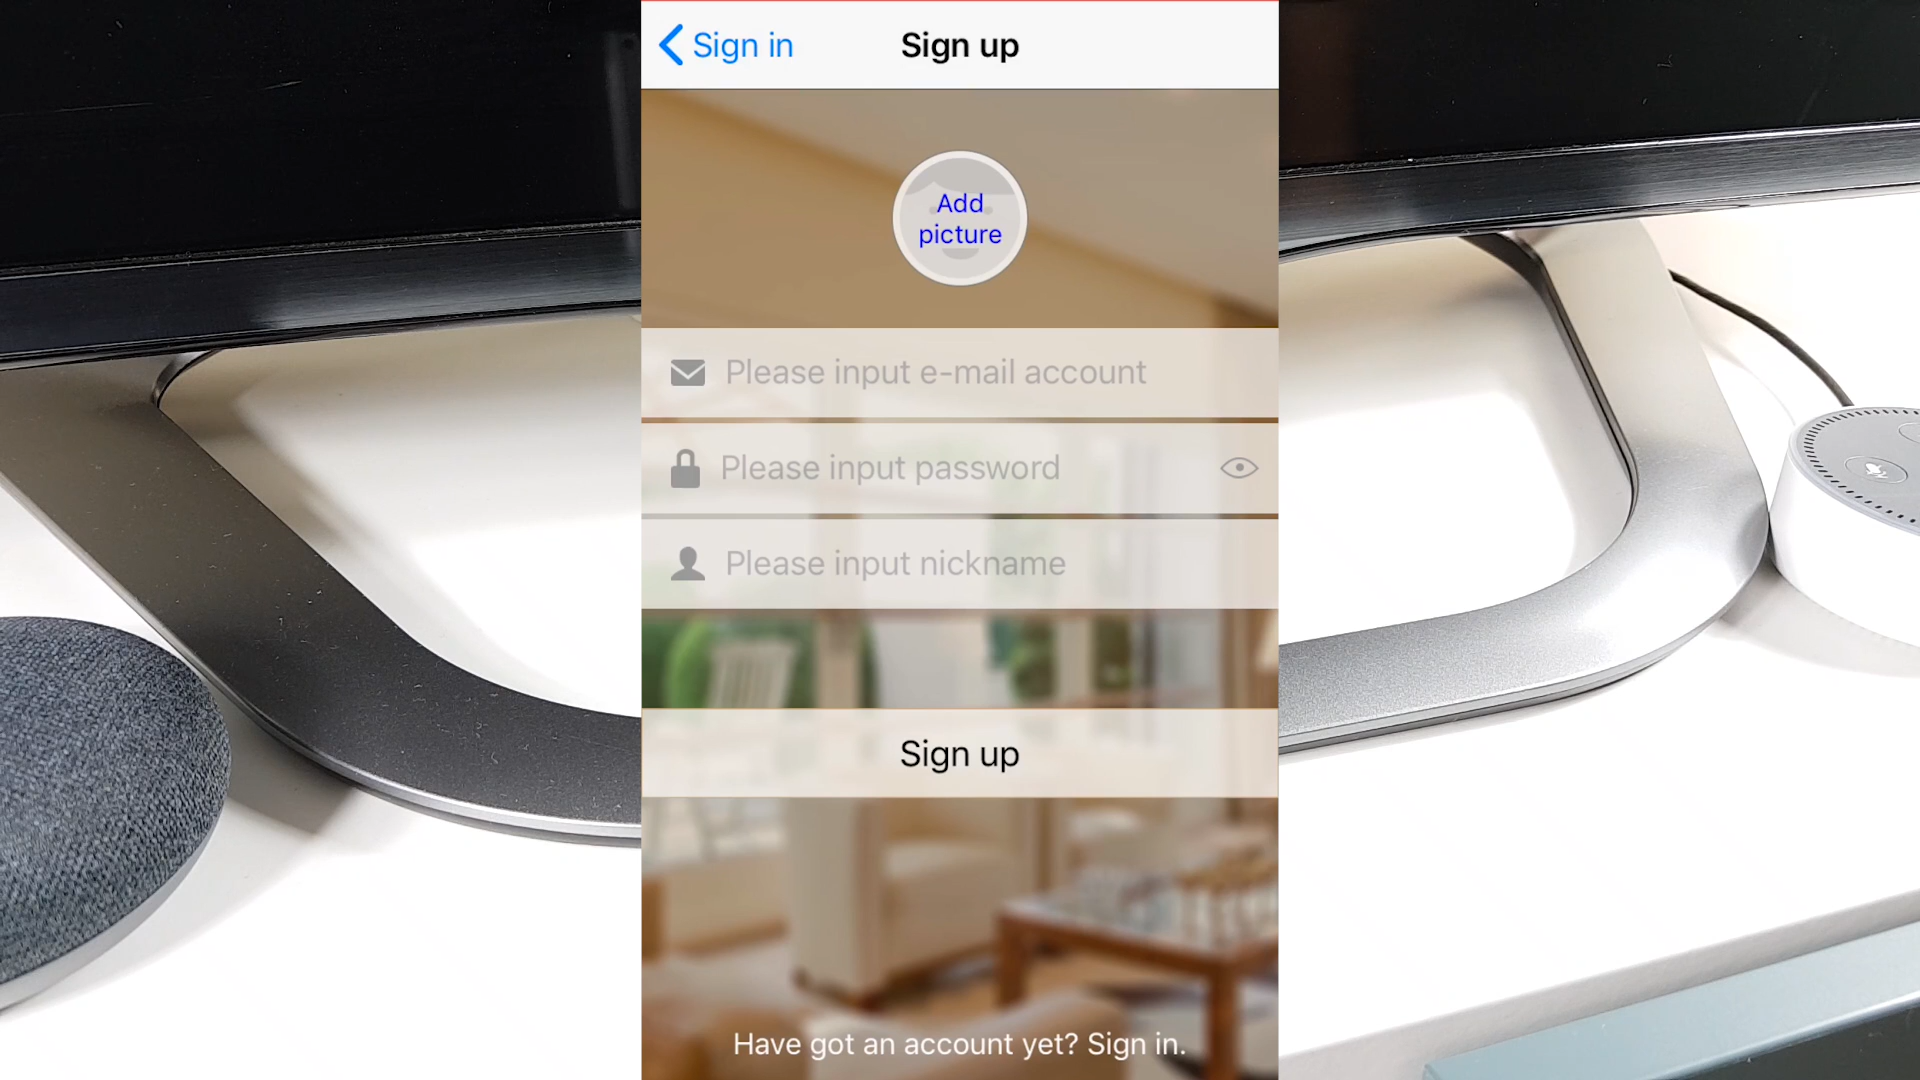 Sign in
Sign up
Add
picture
Please input e-mail account
Please input password
Please input nickname
Sign up
Have got an account yet? Sign in.